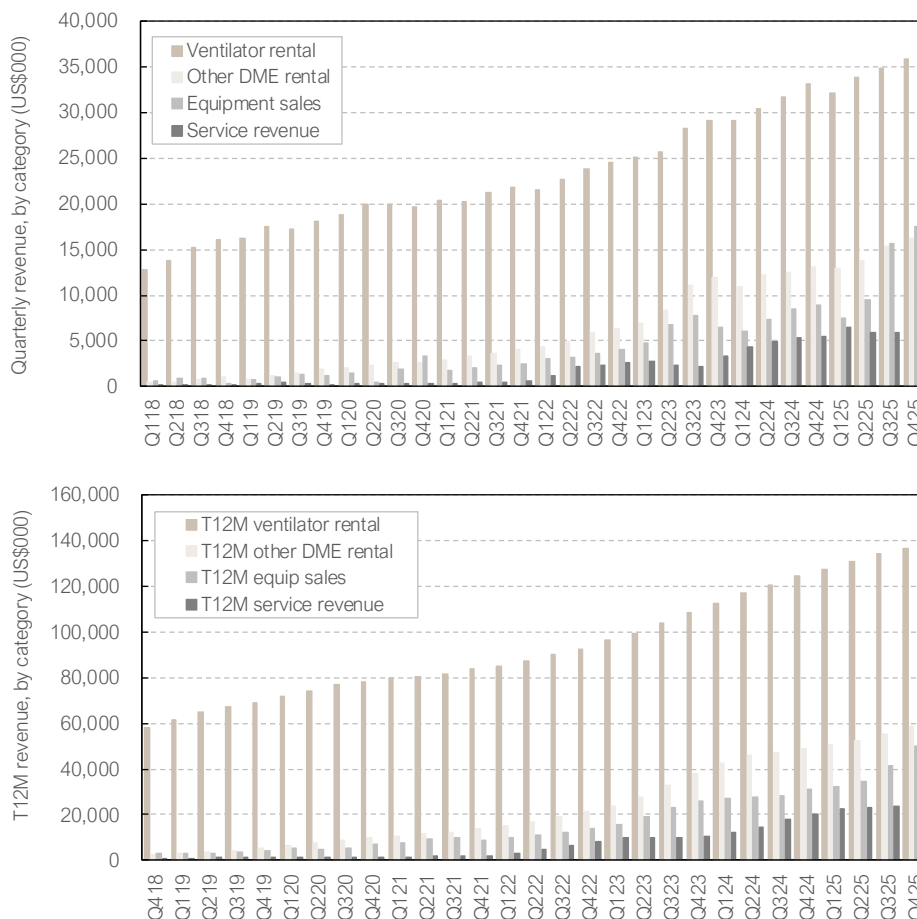 Quarterly revenue, by category (US$000)
40,000
35,000
30,000
25,000
20,000
15,000
10,000
5,000
0
Ventilator rental
Other DME rental
Equipment sales
Service revenue
Q118 Q218 Q318 Q418 Q119 Q219 Q319 Q419 Q120 Q220 Q320 Q420 Q121 Q221 Q321 Q421 Q122 Q222 Q322 Q422 Q123 Q223 Q323 Q423 Q124 Q224 Q324 Q424 Q125 Q225 Q325 Q425
T12M revenue, by category (US$000)
160,000
140,000
120,000
100,000
80,000
60,000
40,000
20,000
0
T12M ventilator rental
T12M other DME rental
T12M equip sales
T12M service revenue
Q418 Q119 Q219 Q319 Q419 Q120 Q220 Q320 Q420 Q121 Q221 Q321 Q421 Q122 Q222 Q322 Q422 Q123 Q223 Q323 Q423 Q124 Q224 Q324 Q424 Q125 Q225 Q325 Q425